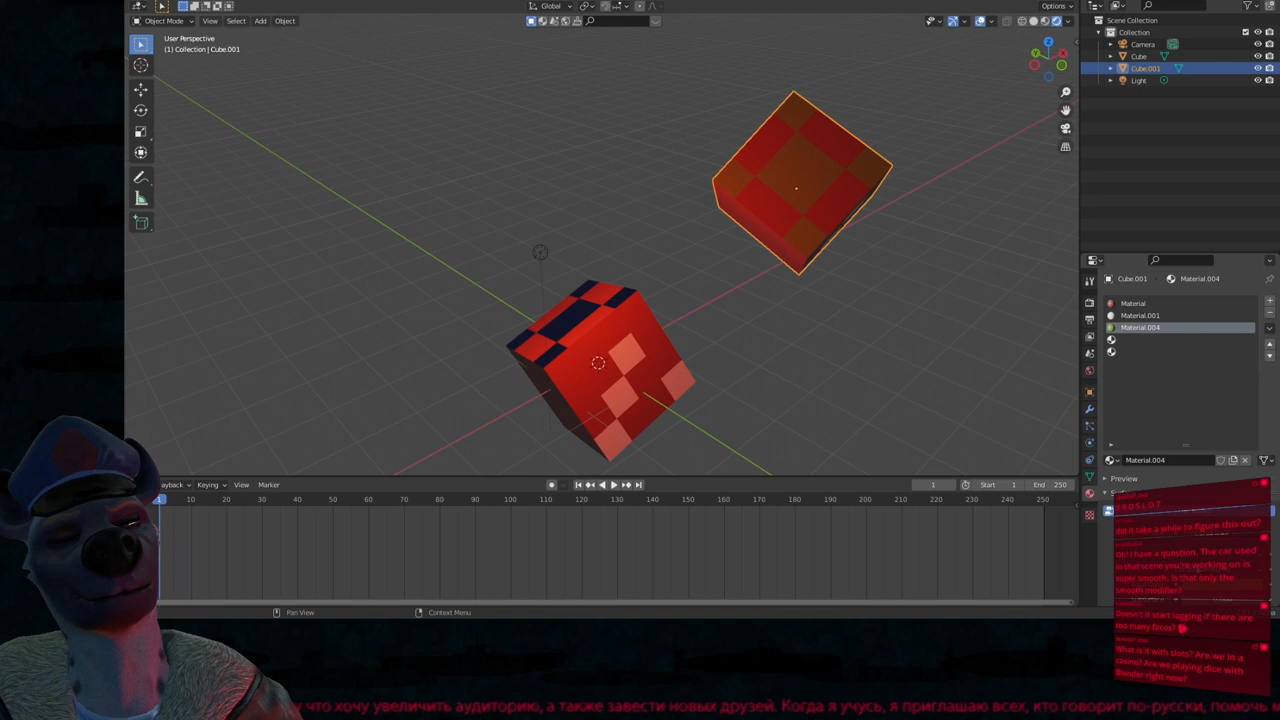 Global
Options
Object Mode
View
Select
Add
Object
User Perspective
(1) Collection | Cube.001
Z
Y
X
Scene Collection
Collection
Camera
Cube
Cube.001
Light
Cube.001
Material.004
Material
Material.001
Material.004
Material.004
Preview
layback
Keying
View
Marker
1
Start 1
End 250
1
10
20
30
40
50
60
70
80
90
100
110
120
130
140
150
160
170
180
190
200
210
220
230
240
250
Pan View
Context Menu
did it take a while to figure this out?
Oh! I have a question. The car used
in that scene you're working on is
super smooth. Is that only the
smooth modifier?
Doesn't it start lagging if there are
too many faces?
What is it with slots? Are we in a
casino? Are we playing dice with
Blender right now?
у что хочу увеличить аудиторию, а также завести новых друзей. Когда я учусь, я приглашаю всех, кто говорит по-русски, помочь м